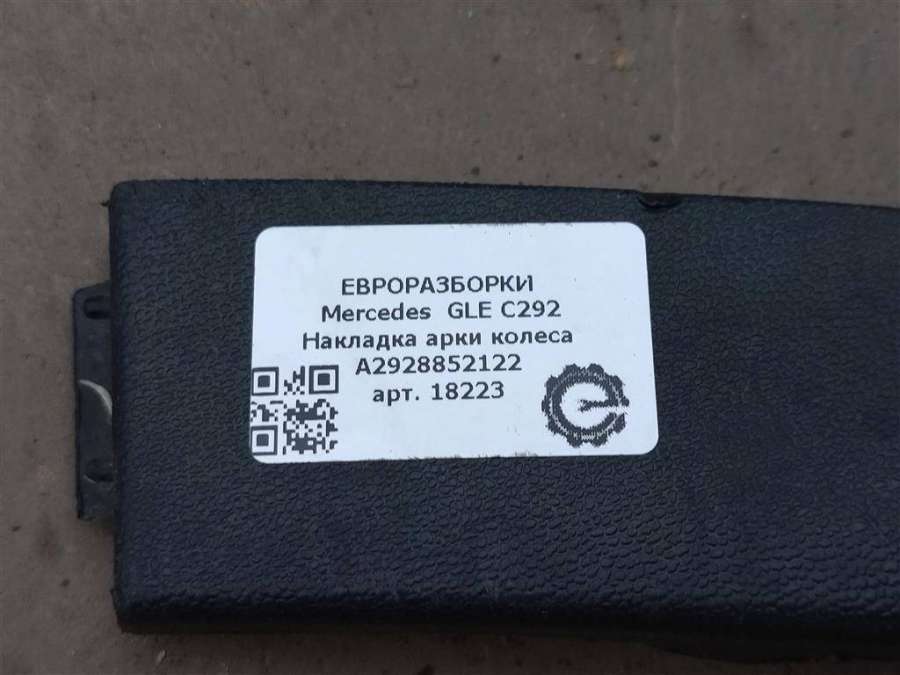 ЕВРОРАЗБОРКИ
Mercedes GLE C292
Накладка арки колеса
A2928852122
арт. 18223